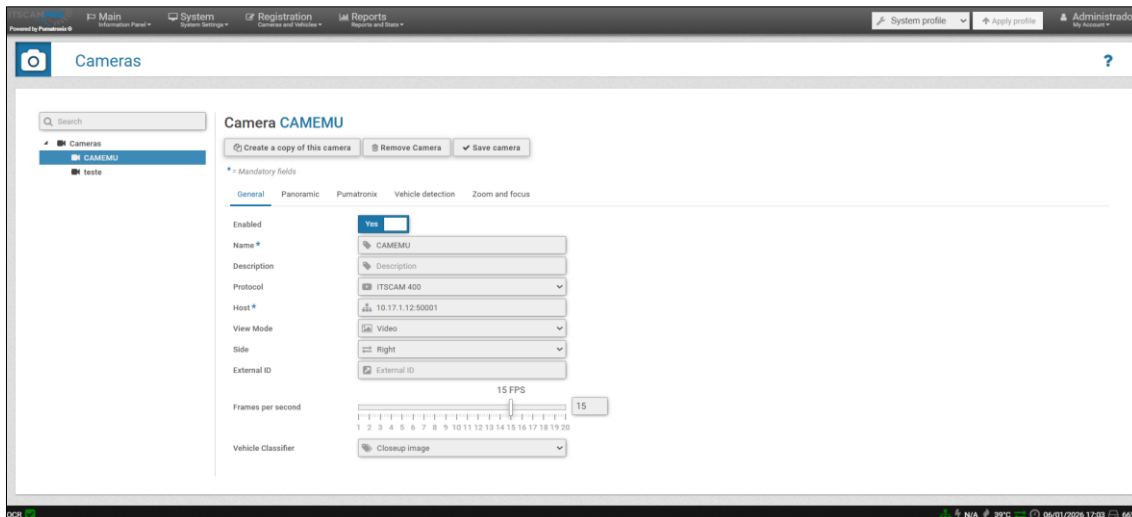 ITSCAM
Powered by Pumatronix ®
Main
Information Panel
System
System Settings
Registration
Cameras and Vehicles
Reports
Reports and Stats
System profile
Apply profile
Administrado
My Account
Cameras
?
Search
Cameras
CAMEMU
teste
Camera CAMEMU
Create a copy of this camera
Remove Camera
Save camera
* = Mandatory fields
General Panoramic Pumatronix Vehicle detection Zoom and focus
Enabled Yes
Name * CAMEMU
Description Description
Protocol ITSCAM 400
Host * 10.17.1.12:50001
View Mode Video
Side Right
External ID External ID
15 FPS
Frames per second 15
1 2 3 4 5 6 7 8 9 10 11 12 13 14 15 16 17 18 19 20
Vehicle Classifier Closeup image
OCR N/A 39°C 06/01/2026 17:03 66